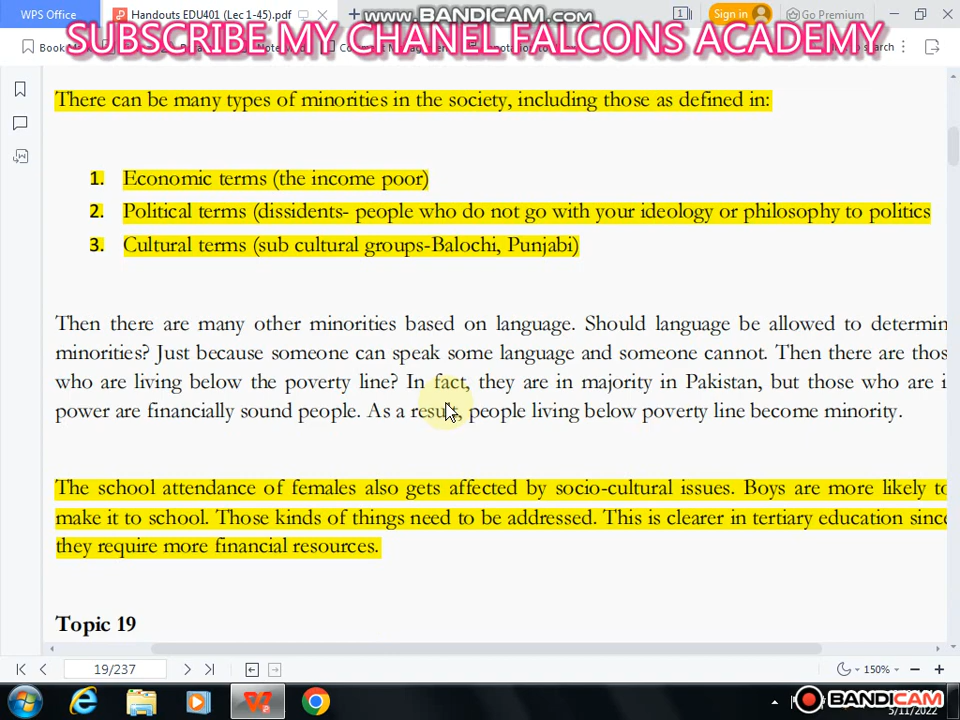 WPS Office
Handouts EDU401 (Lec 1-45).pdf
www.BANDICAM.com
Sign in
Go Premium
SUBSCRIBE MY CHANEL FALCONS ACADEMY
There can be many types of minorities in the society, including those as defined in:
1. Economic terms (the income poor)
2. Political terms (dissidents- people who do not go with your ideology or philosophy to politics
3. Cultural terms (sub cultural groups-Balochi, Punjabi)
Then there are many other minorities based on language. Should language be allowed to determin
minorities? Just because someone can speak some language and someone cannot. Then there are thos
who are living below the poverty line? In fact, they are in majority in Pakistan, but those who are i
power are financially sound people. As a result, people living below poverty line become minority.
The school attendance of females also gets affected by socio-cultural issues. Boys are more likely to
make it to school. Those kinds of things need to be addressed. This is clearer in tertiary education since
they require more financial resources.
Topic 19
19/237
150%
BANDICAM
5/11/2022